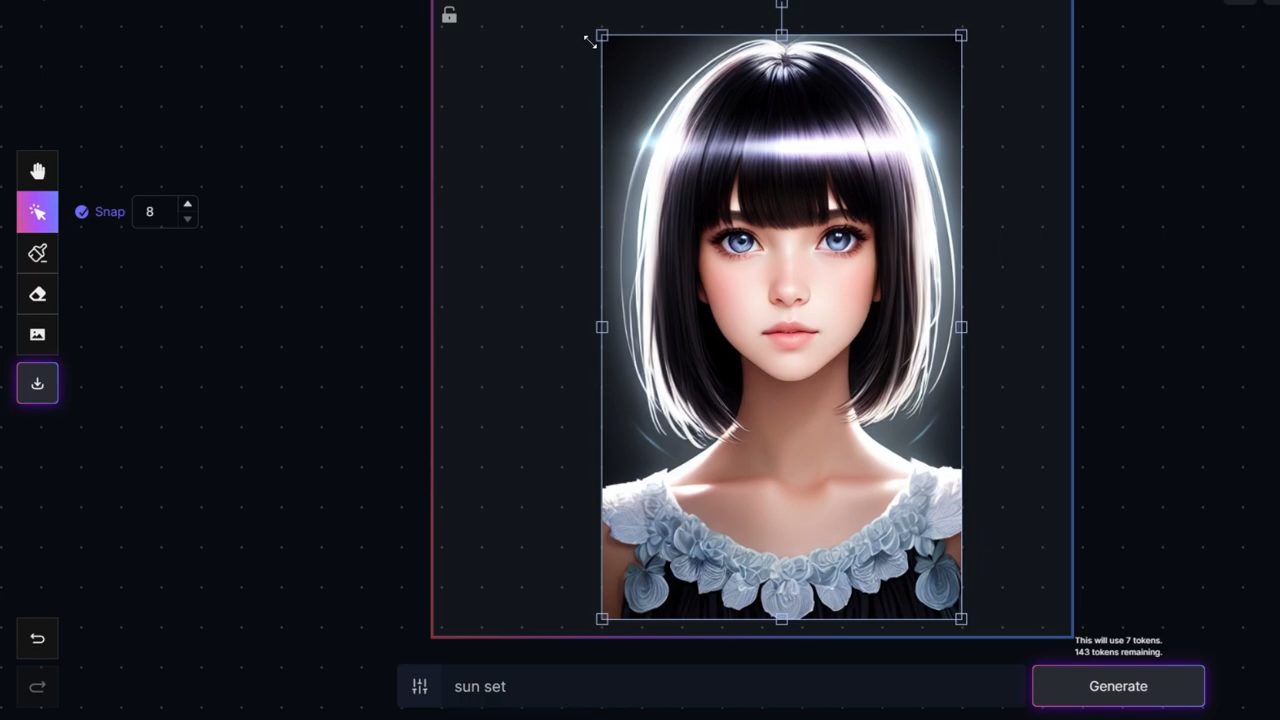 Snap
8
This will use 7 tokens.
143 tokens remaining.
sun set
Generate